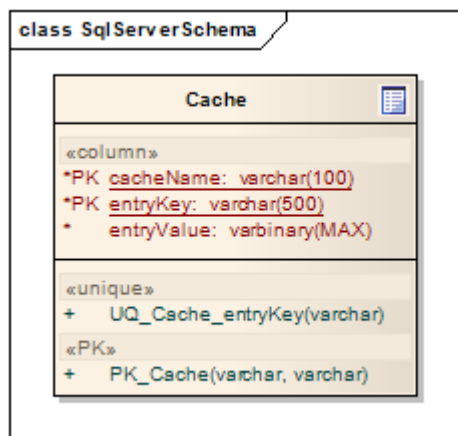 class SqlServerSchema
Cache
«column»
*PK cacheName: varchar(100)
*PK entryKey: varchar(500)
* entryValue: varbinary(MAX)
«unique»
+ UQ_Cache_entryKey(varchar)
«PK»
+ PK_Cache(varchar, varchar)